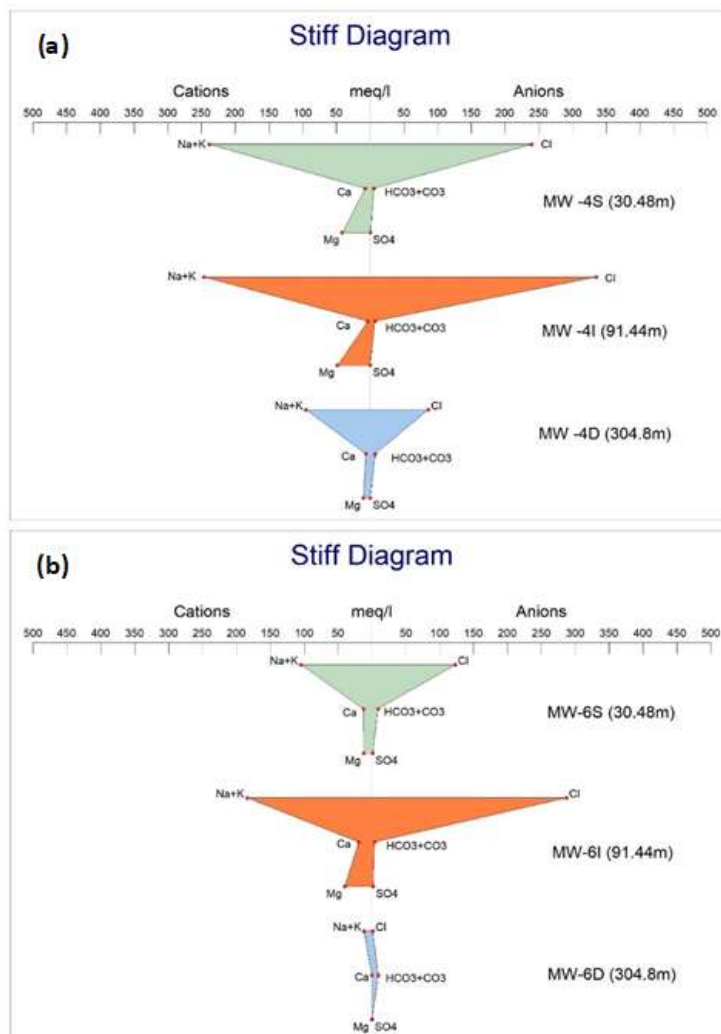 (a)
Stiff Diagram
Cations meq/l Anions
500 450 400 350 300 250 200 150 100 50 50 100 150 200 250 300 350 400 450 500
Na+K Cl
Ca HCO3+CO3
MW -4S (30.48m)
Mg SO4
Na+K Cl
Ca HCO3+CO3
MW -4I (91.44m)
Mg SO4
Na+K Cl
MW -4D (304.8m)
Ca HCO3+CO3
Mg SO4
(b)
Stiff Diagram
Cations meq/l Anions
500 450 400 350 300 250 200 150 100 50 50 100 150 200 250 300 350 400 450 500
Na+K Cl
Ca HCO3+CO3 MW-6S (30.48m)
Mg SO4
Na+K Cl
Ca HCO3+CO3
MW-6I (91.44m)
Mg SO4
Na+K Cl
Ca HCO3+CO3 MW-6D (304.8m)
Mg SO4